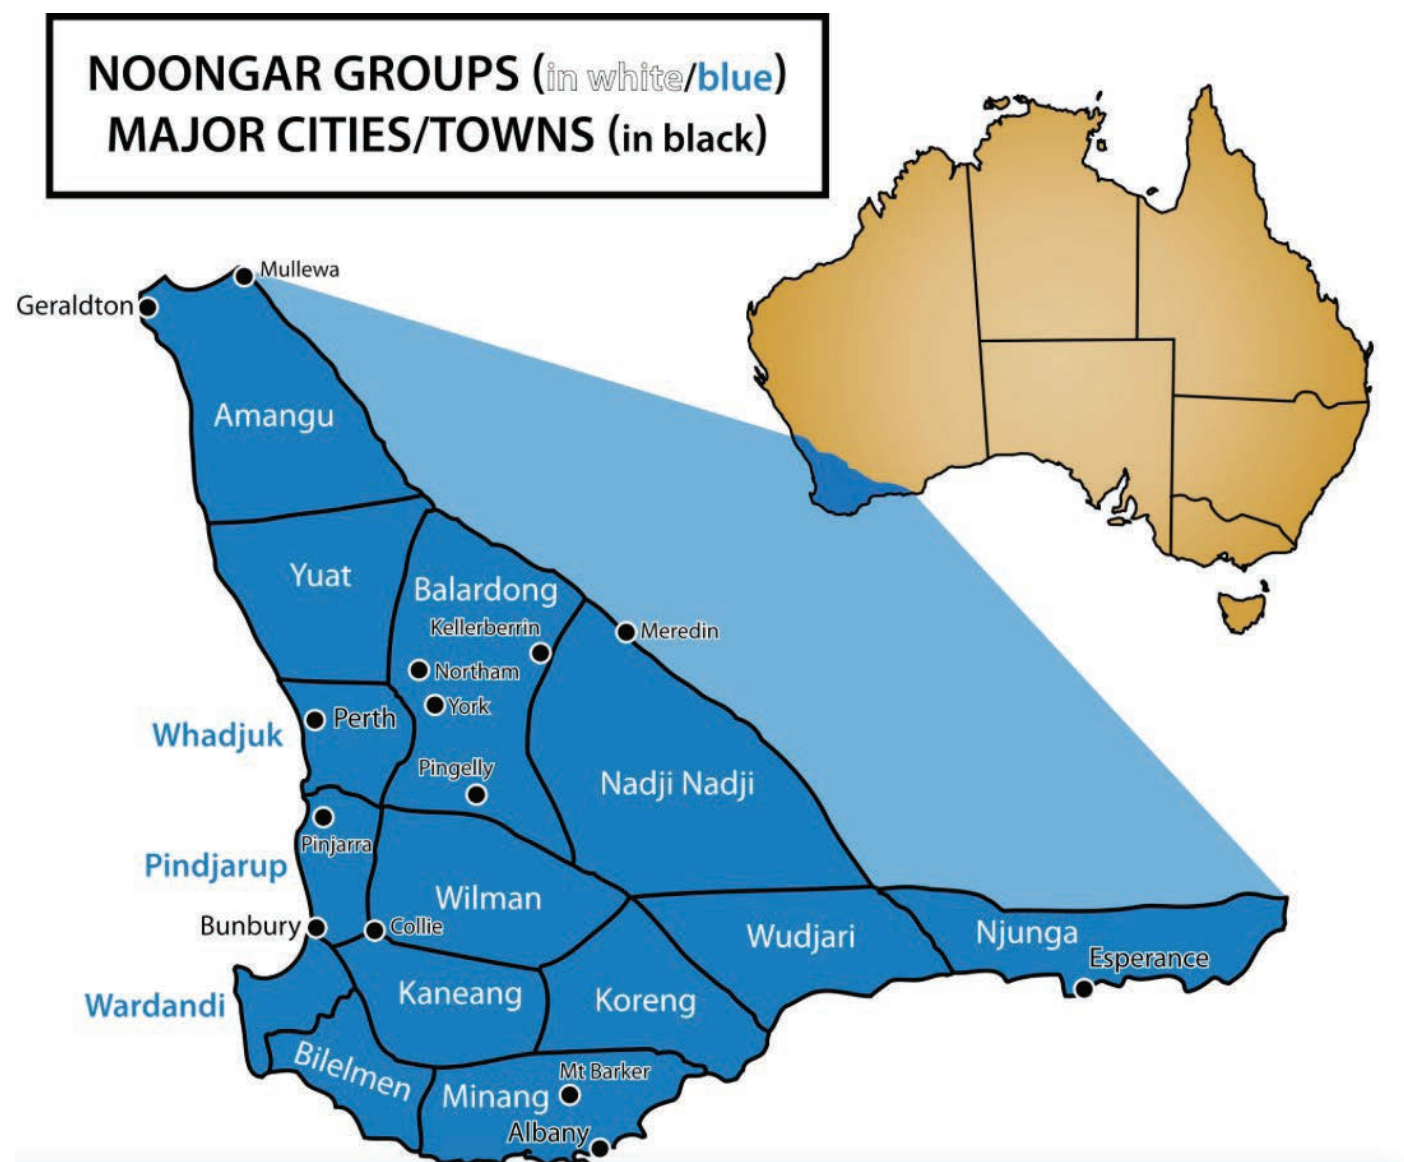 NOONGAR GROUPS (in white/blue)
MAJOR CITIES/TOWNS (in black)
Mullewa
Geraldton
Amangu
Yuat
Balardong
Kellerberrin
Meredin
Northam
York
Perth
Whadjuk
Pingelly
Nadji Nadji
Pinjarra
Pindjarup
Wilman
Bunbury
Collie
Wudjari
Njunga
Esperance
Kaneang
Koreng
Wardandi
Bilelmen
Mt Barker
Minang
Albany